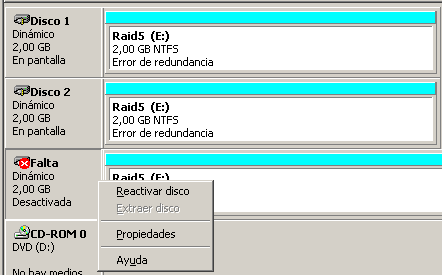 Disco 1
Dinámico
2,00 GB
En pantalla
Raid5 (E:)
2,00 GB NTFS
Error de redundancia
Disco 2
Dinámico
2,00 GB
En pantalla
Raid5 (E:)
2,00 GB NTFS
Error de redundancia
Falta
Dinámico
2,00 GB
Desactivada
Raid5 (E:)
Reactivar disco
Extraer disco
Propiedades
Ayuda
CD-ROM 0
DVD (D:)
No hay medios